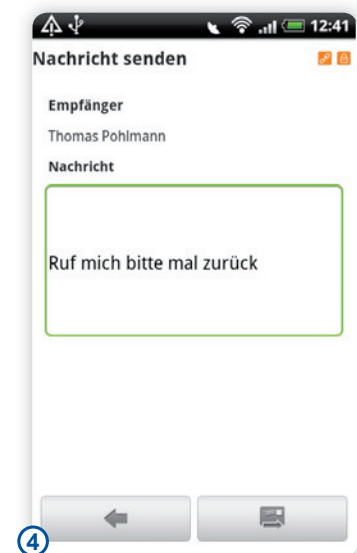 12:41
Nachricht senden
Empfänger
Thomas Pohlmann
Nachricht
Ruf mich bitte mal zurück
4